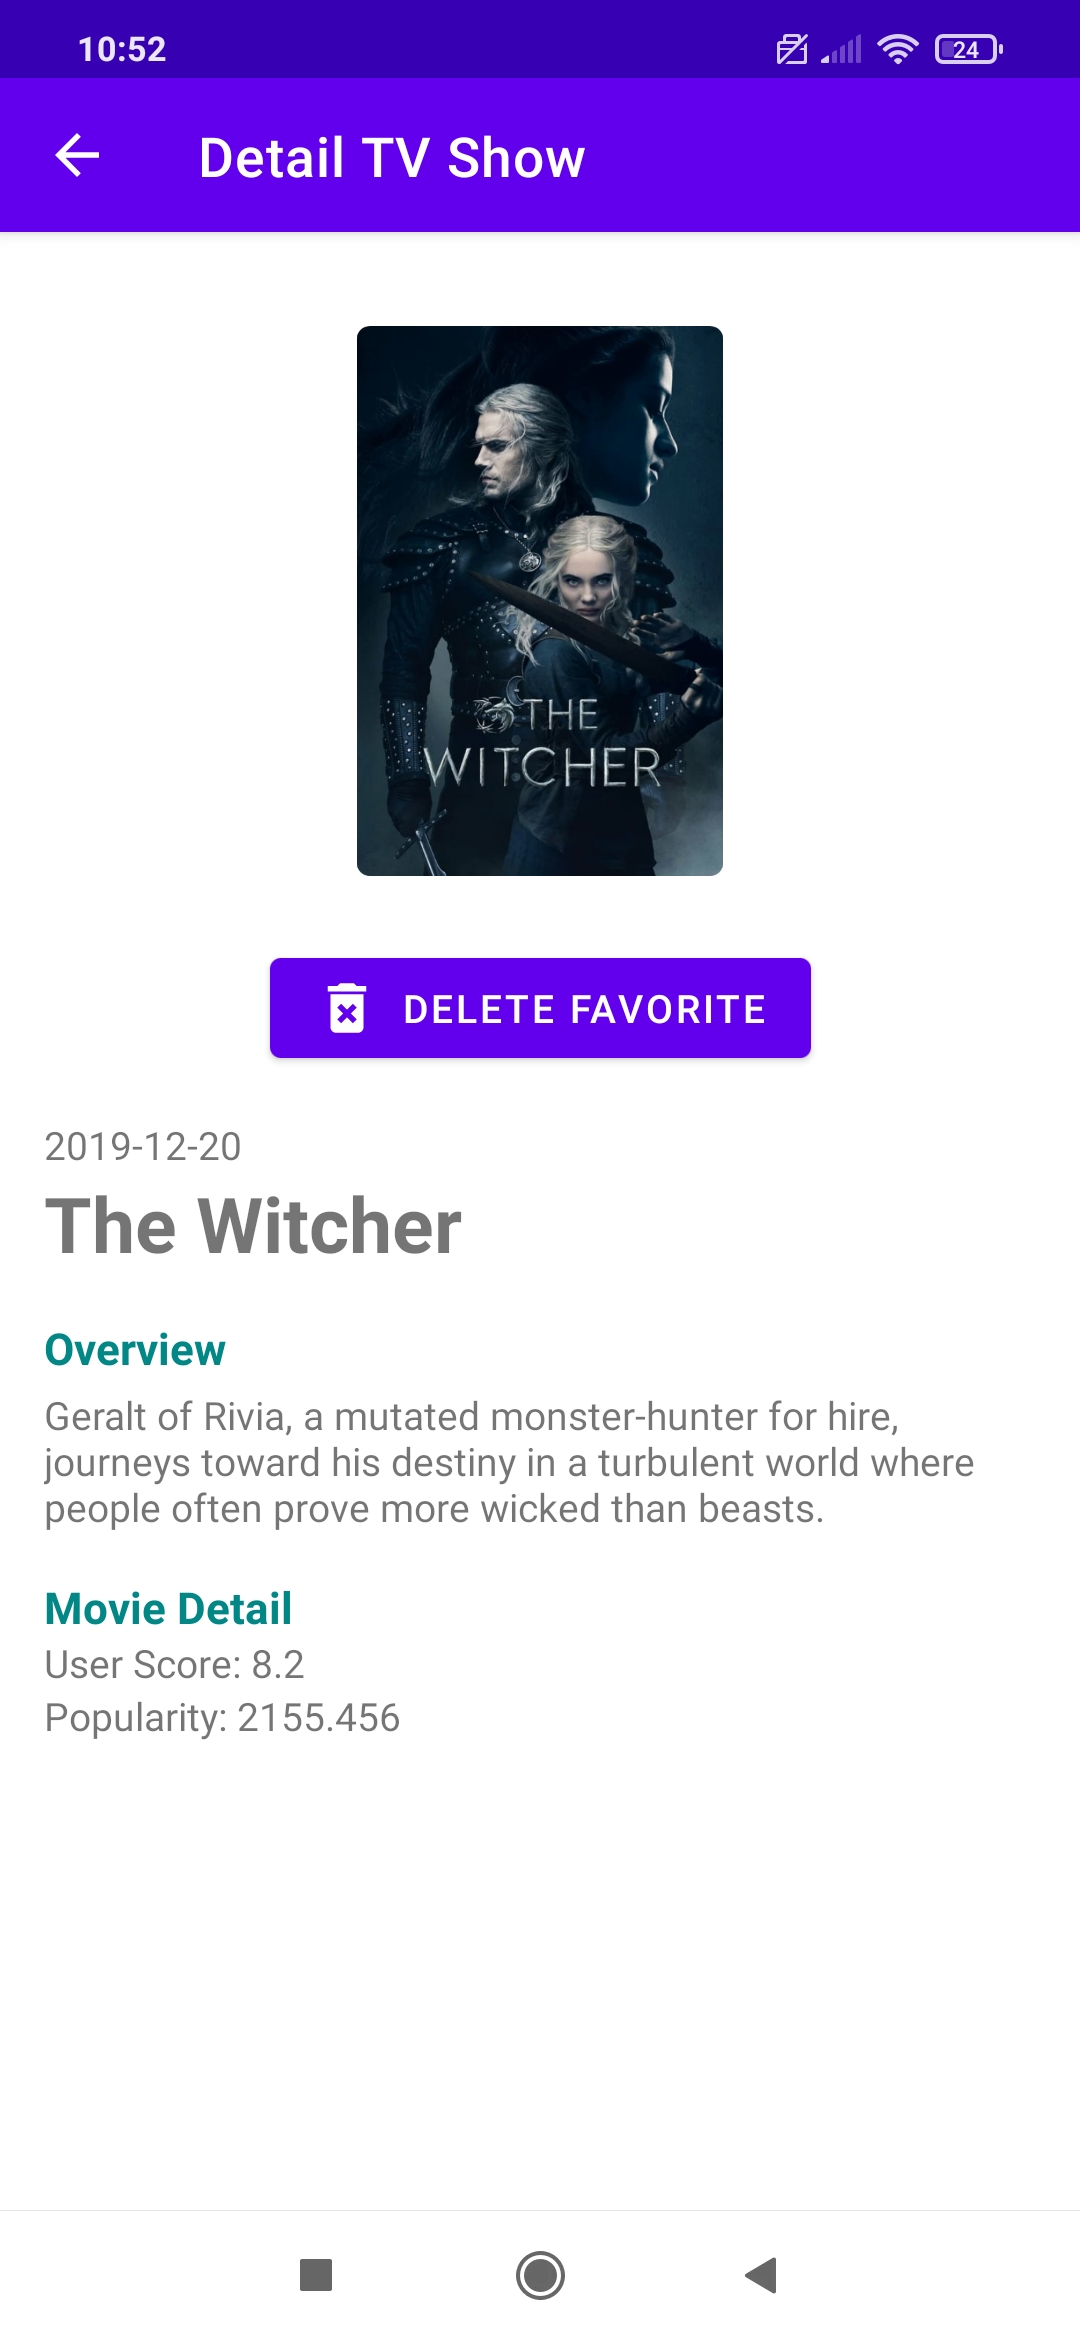 10:52
24
Detail TV Show
THE
WITCHER
DELETE FAVORITE
2019-12-20
The Witcher
Overview
Geralt of Rivia, a mutated monster-hunter for hire,
journeys toward his destiny in a turbulent world where
people often prove more wicked than beasts.
Movie Detail
User Score: 8.2
Popularity: 2155.456